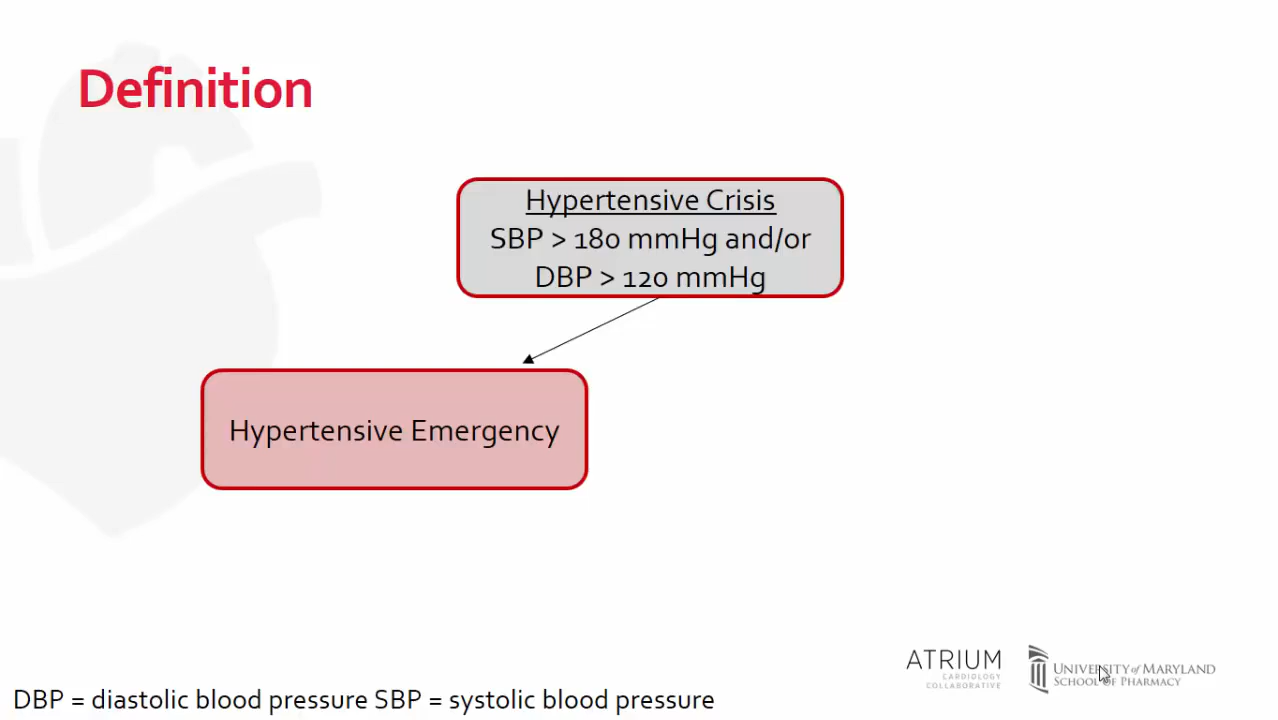 Definition
Hypertensive Crisis
SBP > 180 mmHg and/or
DBP > 120 mmHg
Hypertensive Emergency
ATRIUM
CARDIOLOGY
COLLABORATIVE
UNIVERSITY of MARYLAND
SCHOOL OF PHARMACY
DBP = diastolic blood pressure SBP = systolic blood pressure